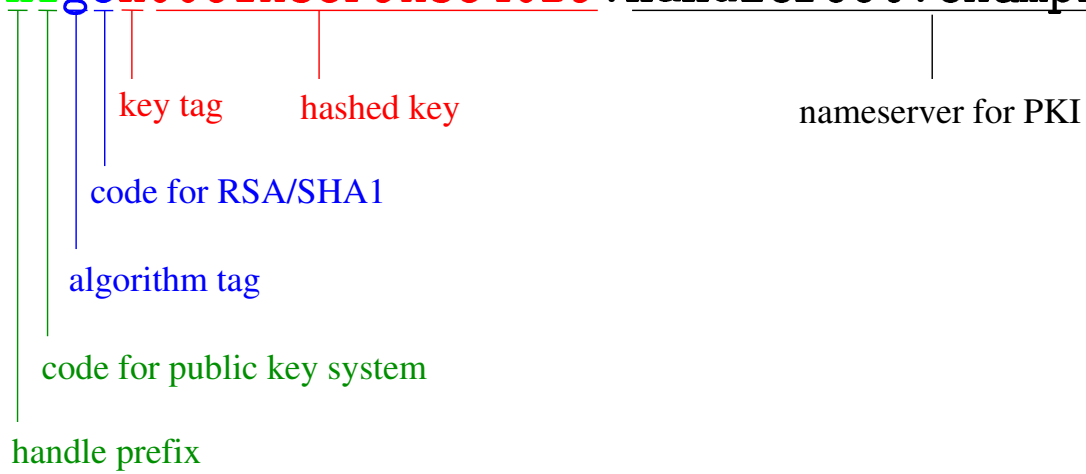 key tag hashed key nameserver for PKI
code for RSA/SHA1
algorithm tag
code for public key system
handle prefix